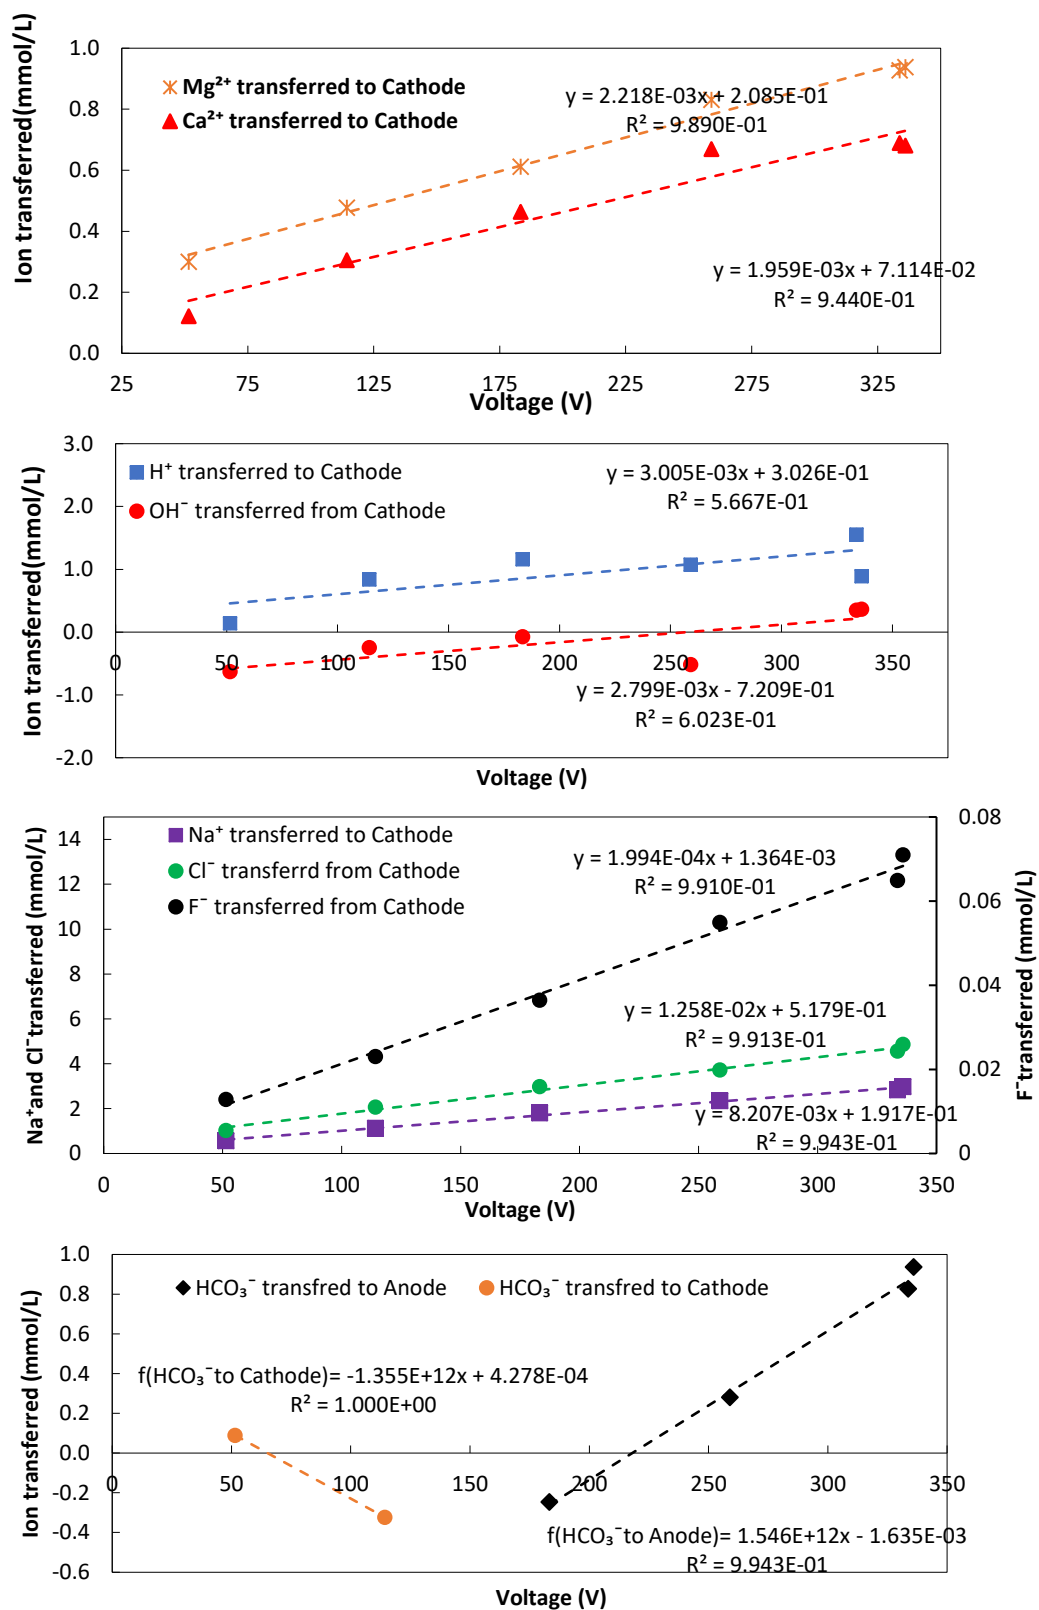 Ion transferred(mmol/L)
1.0
0.8
0.6
0.4
0.2
0.0
Mg²⁺ transferred to Cathode
Ca²⁺ transferred to Cathode
y = 2.218E-03x + 2.085E-01
R² = 9.890E-01
y = 1.959E-03x + 7.114E-02
R² = 9.440E-01
25 75 125 175 225 275 325
Voltage (V)
Ion transferred(mmol/L)
3.0
2.0
1.0
0.0
-1.0
-2.0
H⁺ transferred to Cathode
OH⁻ transferred from Cathode
y = 3.005E-03x + 3.026E-01
R² = 5.667E-01
0 50 100 150 200 250 300 350
y = 2.799E-03x - 7.209E-01
R² = 6.023E-01
Voltage (V)
Na⁺and Cl⁻transferred (mmol/L)
14
12
10
8
6
4
2
0
Na⁺ transferred to Cathode
Cl⁻ transferrd from Cathode
F⁻ transferred from Cathode
y = 1.994E-04x + 1.364E-03
R² = 9.910E-01
y = 1.258E-02x + 5.179E-01
R² = 9.913E-01
y = 8.207E-03x + 1.917E-01
R² = 9.943E-01
0.08
0.06
0.04
0.02
0
F⁻transferred (mmol/L)
0 50 100 150 200 250 300 350
Voltage (V)
Ion transferred (mmol/L)
1.0
0.8
0.6
0.4
0.2
0.0
-0.2
-0.4
-0.6
HCO₃⁻ transfred to Anode
HCO₃⁻ transfred to Cathode
f(HCO₃⁻to Cathode)= -1.355E+12x + 4.278E-04
R² = 1.000E+00
0 50 100 150 200 250 300 350
f(HCO₃⁻to Anode)= 1.546E+12x - 1.635E-03
R² = 9.943E-01
Voltage (V)